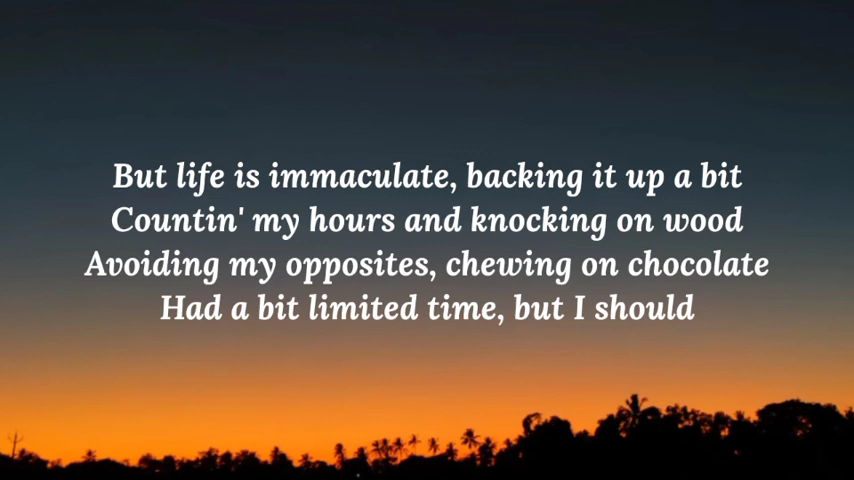 But life is immaculate, backing it up a bit
Countin' my hours and knocking on wood
Avoiding my opposites, chewing on chocolate
Had a bit limited time, but I should